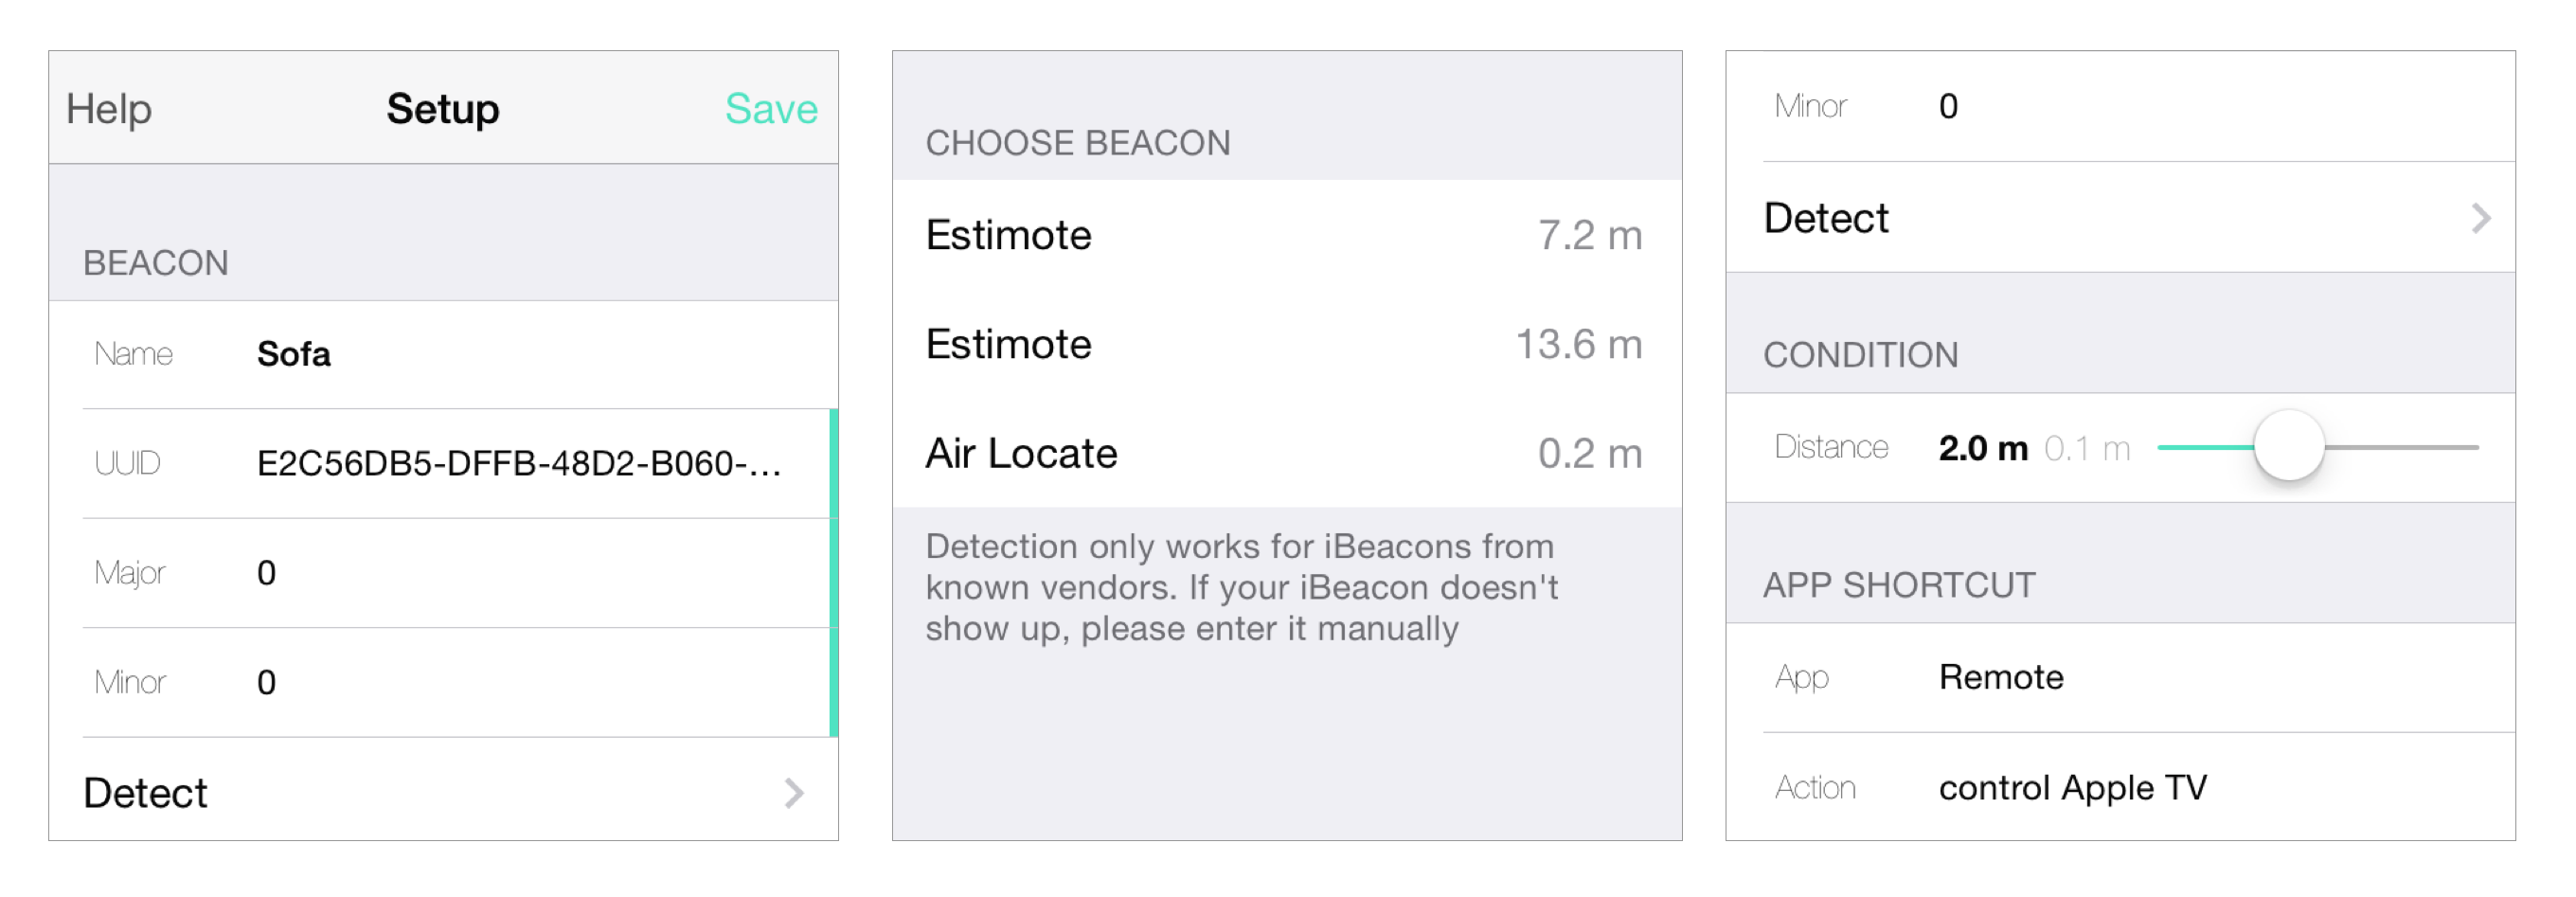 Help Setup Save
BEACON
Name Sofa
UUID E2C56DB5-DFFB-48D2-B060-...
Major 0
Minor 0
Detect
CHOOSE BEACON
Estimote 7.2 m
Estimote 13.6 m
Air Locate 0.2 m
Detection only works for iBeacons from
known vendors. If your iBeacon doesn't
show up, please enter it manually
Minor 0
Detect
CONDITION
Distance 2.0 m 0.1 m
APP SHORTCUT
App Remote
Action control Apple TV